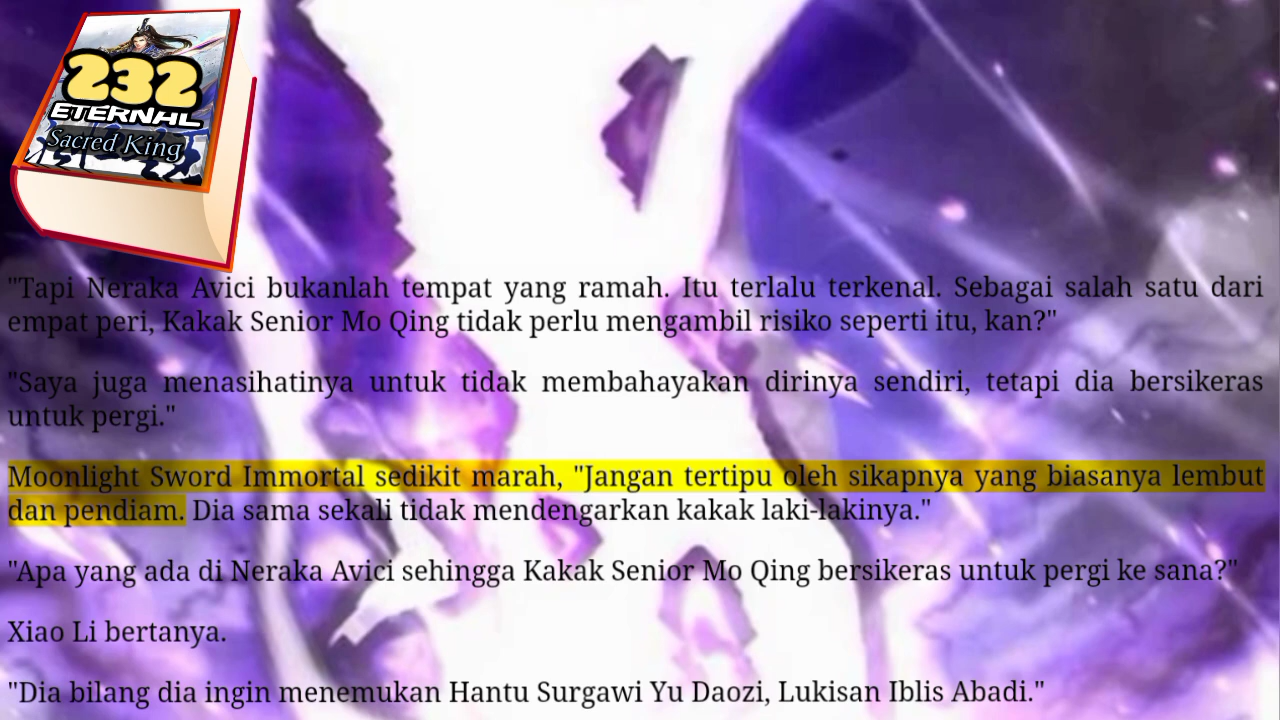 232
ETERNAL
Sacred King
"Tapi Neraka Avici bukanlah tempat yang ramah. Itu terlalu terkenal. Sebagai salah satu dari
empat peri, Kakak Senior Mo Qing tidak perlu mengambil risiko seperti itu, kan?"
"Saya juga menasihatinya untuk tidak membahayakan dirinya sendiri, tetapi dia bersikeras
untuk pergi."
Moonlight Sword Immortal sedikit marah, "Jangan tertipu oleh sikapnya yang biasanya lembut
dan pendiam. Dia sama sekali tidak mendengarkan kakak laki-lakinya."
"Apa yang ada di Neraka Avici sehingga Kakak Senior Mo Qing bersikeras untuk pergi ke sana?"
Xiao Li bertanya.
"Dia bilang dia ingin menemukan Hantu Surgawi Yu Daozi, Lukisan Iblis Abadi."